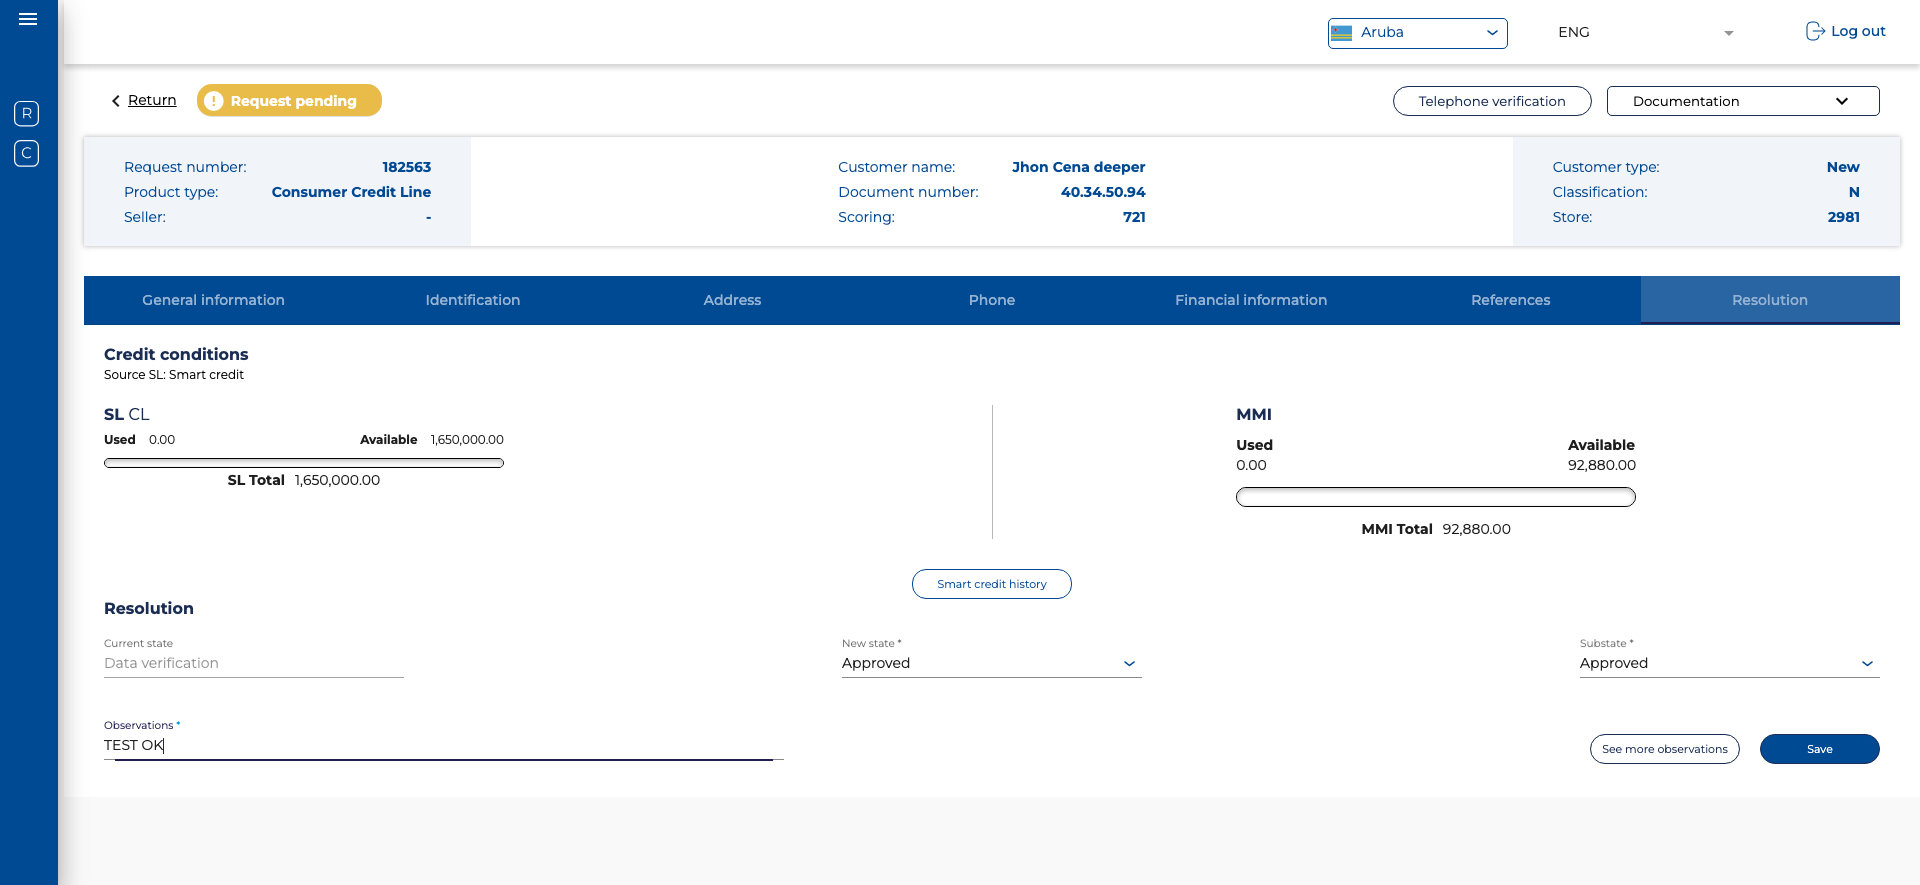 Aruba
ENG
Log out
R
C
Return
Request pending
Telephone verification
Documentation
Request number: 182563
Product type: Consumer Credit Line
Seller: -
Customer name: Jhon Cena deeper
Document number: 40.34.50.94
Scoring: 721
Customer type: New
Classification: N
Store: 2981
General information
Identification
Address
Phone
Financial information
References
Resolution
Credit conditions
Source SL: Smart credit
SL CL
Used 0.00 Available 1,650,000.00
SL Total 1,650,000.00
MMI
Used Available
0.00 92,880.00
MMI Total 92,880.00
Smart credit history
Resolution
Current state
Data verification
New state *
Approved
Substate *
Approved
Observations *
TEST OK
See more observations
Save